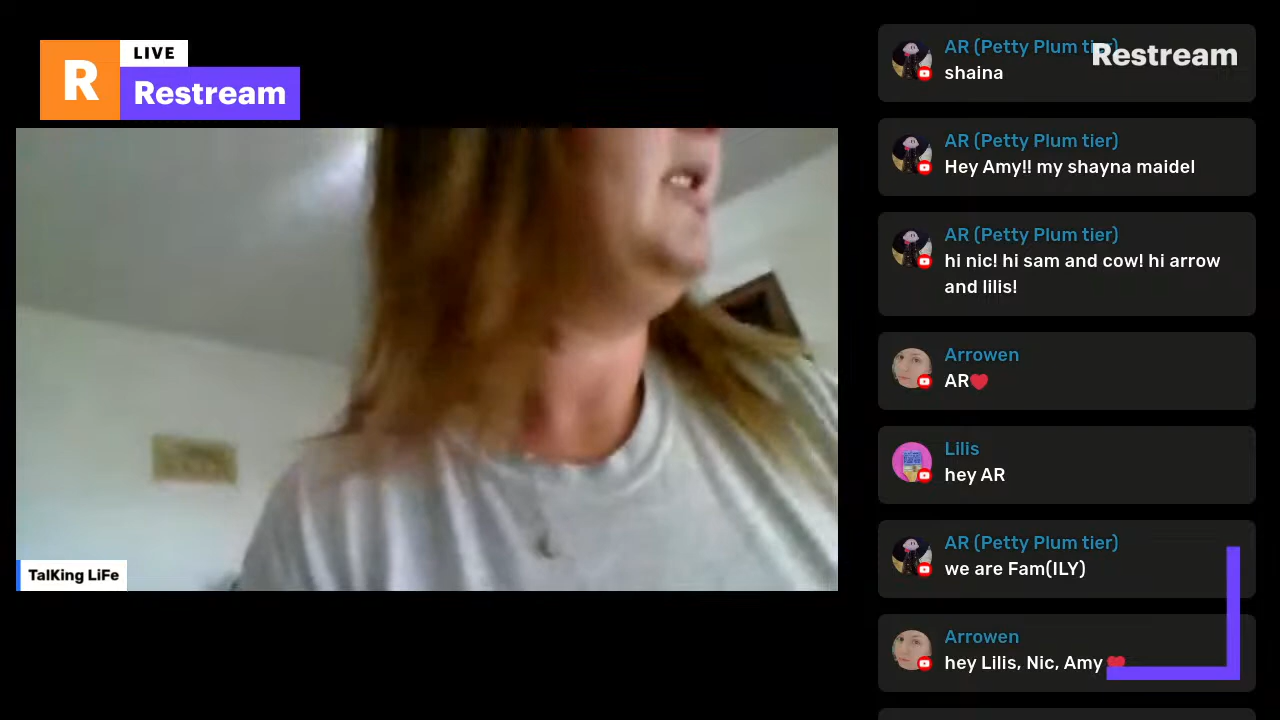 R
LIVE
Restream
TalKing LiFe
AR (Petty Plum tier)
Restream
shaina
AR (Petty Plum tier)
Hey Amy!! my shayna maidel
AR (Petty Plum tier)
hi nic! hi sam and cow! hi arrow
and lilis!
Arrowen
AR❤️
Lilis
hey AR
AR (Petty Plum tier)
we are Fam(ILY)
Arrowen
hey Lilis, Nic, Amy ❤️